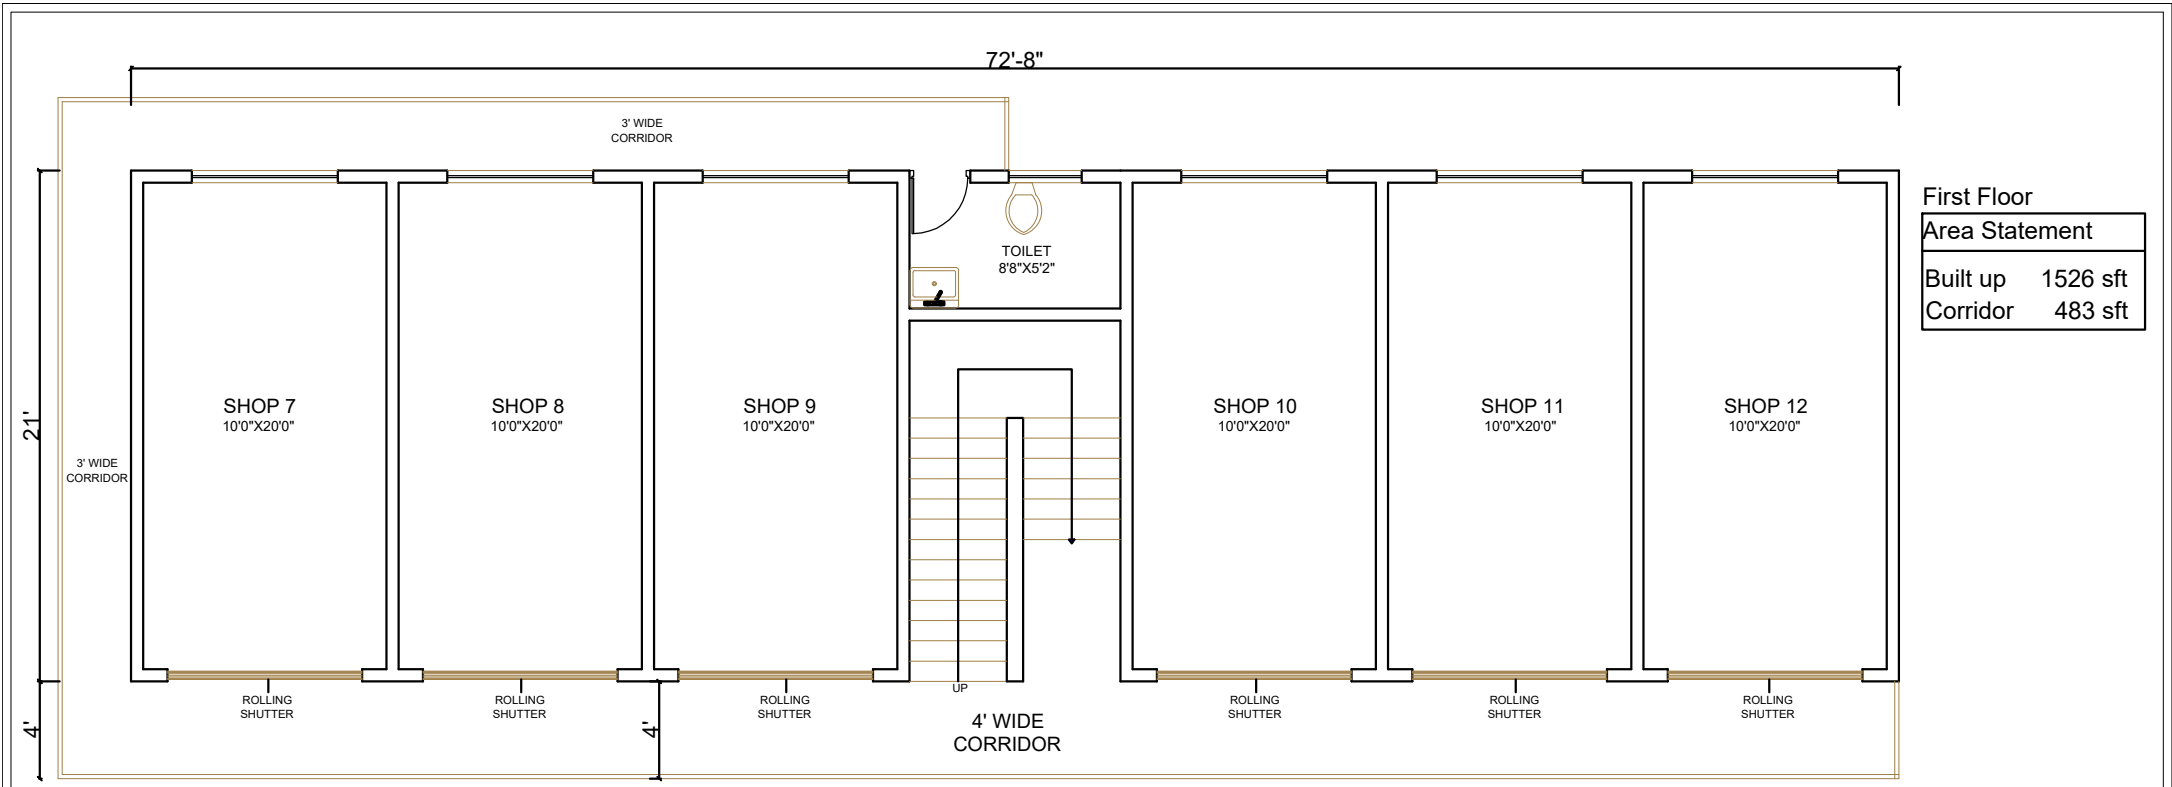 72'-8"
3' WIDE
CORRIDOR
First Floor
Area Statement
Built up 1526 sft
Corridor 483 sft
TOILET
8'8"X5'2"
21'
SHOP 7
10'0"X20'0"
SHOP 8
10'0"X20'0"
SHOP 9
10'0"X20'0"
SHOP 10
10'0"X20'0"
SHOP 11
10'0"X20'0"
SHOP 12
10'0"X20'0"
3' WIDE
CORRIDOR
UP
ROLLING
SHUTTER
ROLLING
SHUTTER
ROLLING
SHUTTER
ROLLING
SHUTTER
ROLLING
SHUTTER
ROLLING
SHUTTER
4'
4'
4' WIDE
CORRIDOR